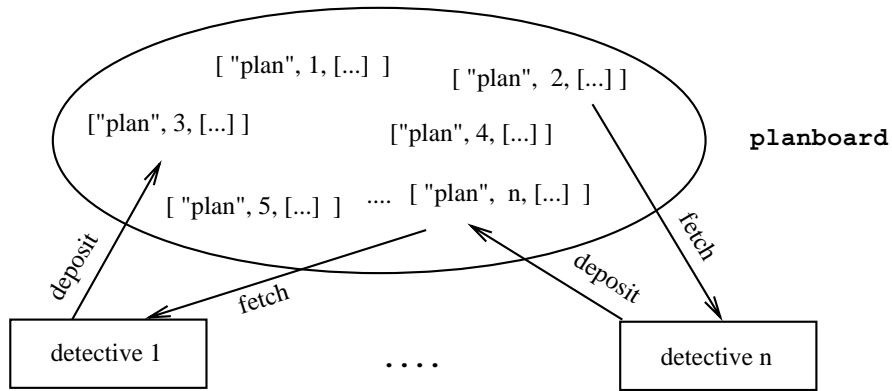 [ "plan", 1, [...] ]
[ "plan", 2, [...] ]
["plan", 3, [...] ]
["plan", 4, [...] ]
planboard
[ "plan", 5, [...] ]
....
[ "plan", n, [...] ]
deposit
fetch
deposit
fetch
detective 1
....
detective n